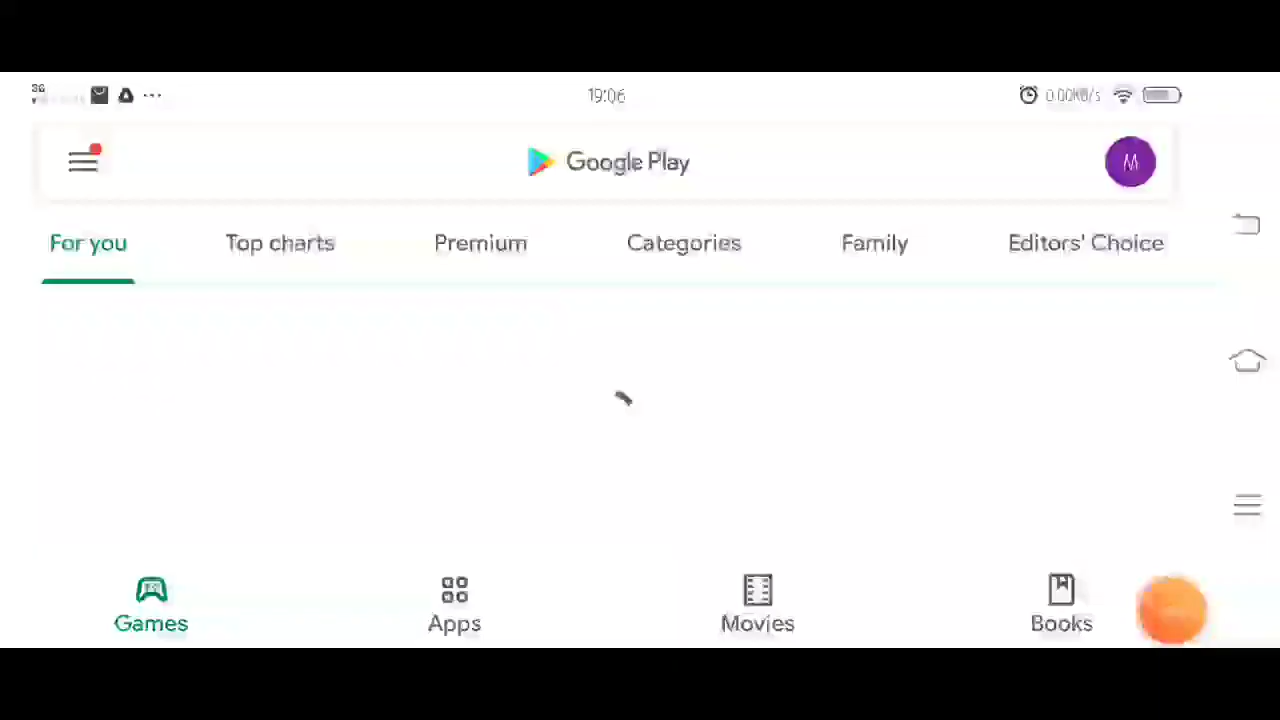 3G
19:06
0.00KB/s
Google Play
M
For you
Top charts
Premium
Categories
Family
Editors' Choice
Games
Apps
Movies
Books